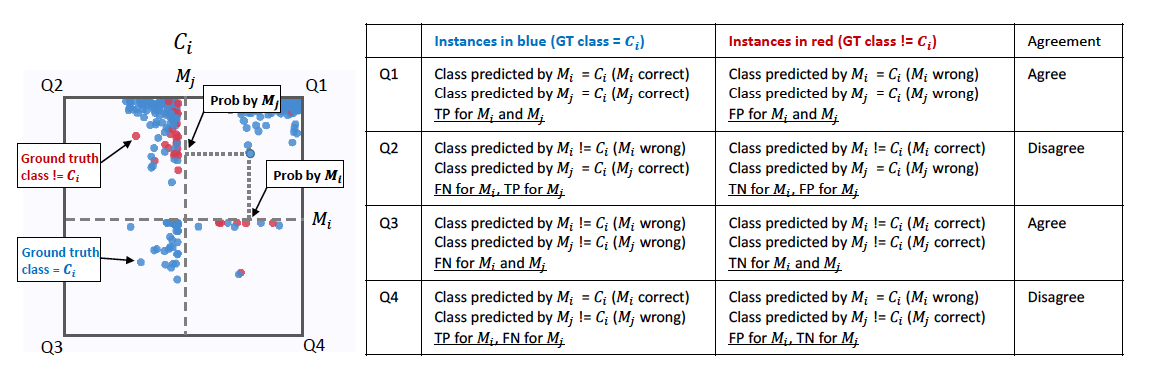 C_i
M_j
Q2
Q1
Prob by M_j
Ground truth
class != C_i
Prob by M_i
M_i
Ground truth
class = C_i
Q3
Q4
Instances in blue (GT class = C_i)
Instances in red (GT class != C_i)
Agreement
Q1
Class predicted by M_i = C_i (M_i correct)
Class predicted by M_j = C_i (M_j correct)
TP for M_i and M_j
Class predicted by M_i = C_i (M_i wrong)
Class predicted by M_j = C_i (M_j wrong)
FP for M_i and M_j
Agree
Q2
Class predicted by M_i != C_i (M_i wrong)
Class predicted by M_j = C_i (M_j correct)
FN for M_i, TP for M_j
Class predicted by M_i != C_i (M_i correct)
Class predicted by M_j = C_i (M_j wrong)
TN for M_i, FP for M_j
Disagree
Q3
Class predicted by M_i != C_i (M_i wrong)
Class predicted by M_j != C_i (M_j wrong)
FN for M_i and M_j
Class predicted by M_i != C_i (M_i correct)
Class predicted by M_j != C_i (M_j correct)
TN for M_i and M_j
Agree
Q4
Class predicted by M_i = C_i (M_i correct)
Class predicted by M_j != C_i (M_j wrong)
TP for M_i, FN for M_j
Class predicted by M_i = C_i (M_i wrong)
Class predicted by M_j != C_i (M_j correct)
FP for M_i, TN for M_j
Disagree